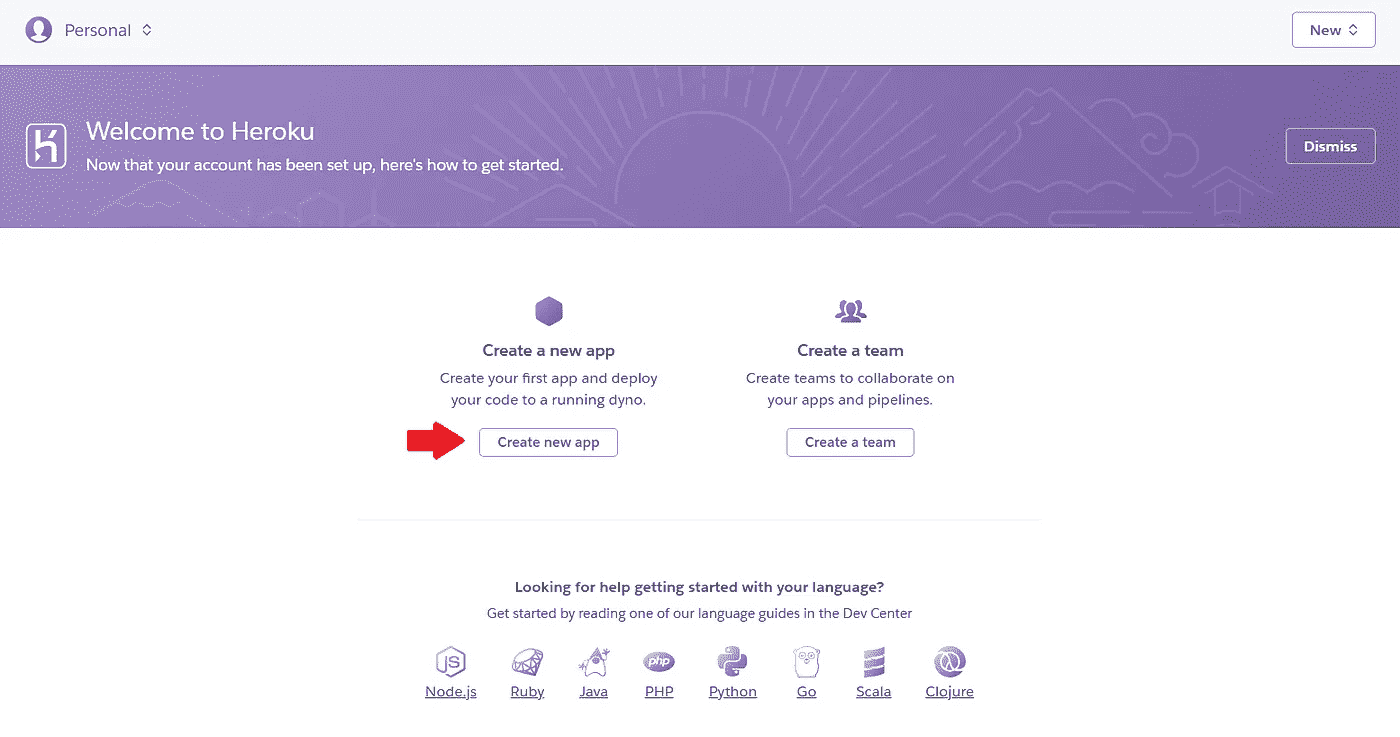 Personal
New
Welcome to Heroku
Now that your account has been set up, here's how to get started.
Dismiss
Create a new app
Create your first app and deploy
your code to a running dyno.
Create new app
Create a team
Create teams to collaborate on
your apps and pipelines.
Create a team
Looking for help getting started with your language?
Get started by reading one of our language guides in the Dev Center
JS
php
Node.js
Ruby
Java
PHP
Python
Go
Scala
Clojure